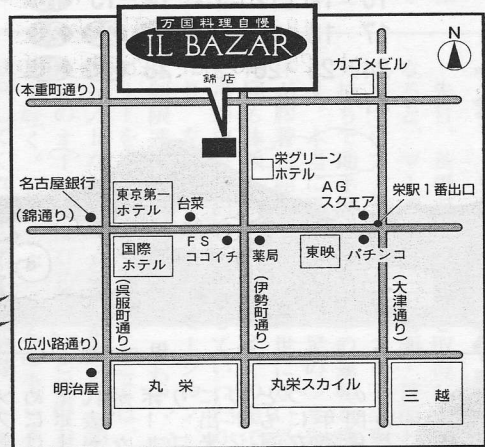 万国料理自慢
IL BAZAR
錦店
N
カゴメビル
(本重町通り)
栄グリーン
ホテル
名古屋銀行
東京第一
ホテル
台菜
AG
スクエア
栄駅1番出口
(錦通り)
国際
ホテル
FS
ココイチ
薬局
東映
パチンコ
(呉服町通り)
(伊勢町通り)
(大津通り)
(広小路通り)
明治屋
丸栄
丸栄スカイル
三越